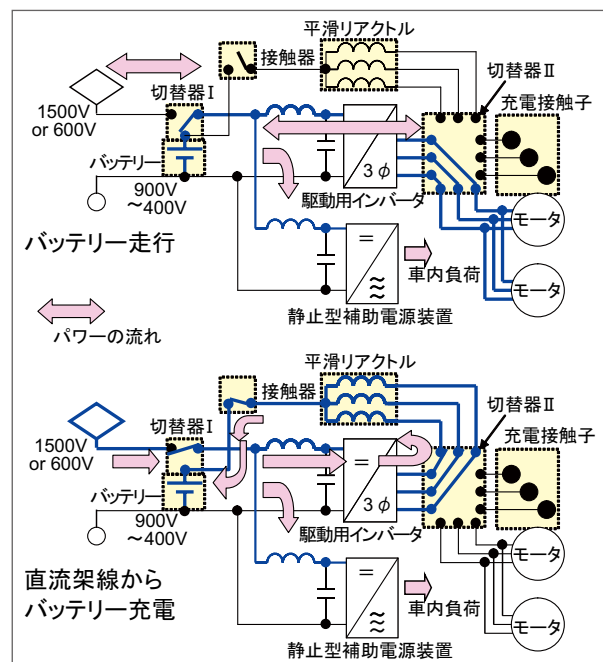 平滑リアクトル
接触器
切替器Ⅱ
切替器Ⅰ
充電接触子
1500V
or 600V
バッテリー
900V
～400V
3φ
駆動用インバータ
モータ
バッテリー走行
=
≈
車内負荷
モータ
静止型補助電源装置
パワーの流れ
平滑リアクトル
接触器
切替器Ⅱ
切替器Ⅰ
充電接触子
1500V
or 600V
=
バッテリー
3φ
900V
～400V
駆動用インバータ
モータ
直流架線から
バッテリー充電
=
≈
車内負荷
モータ
静止型補助電源装置